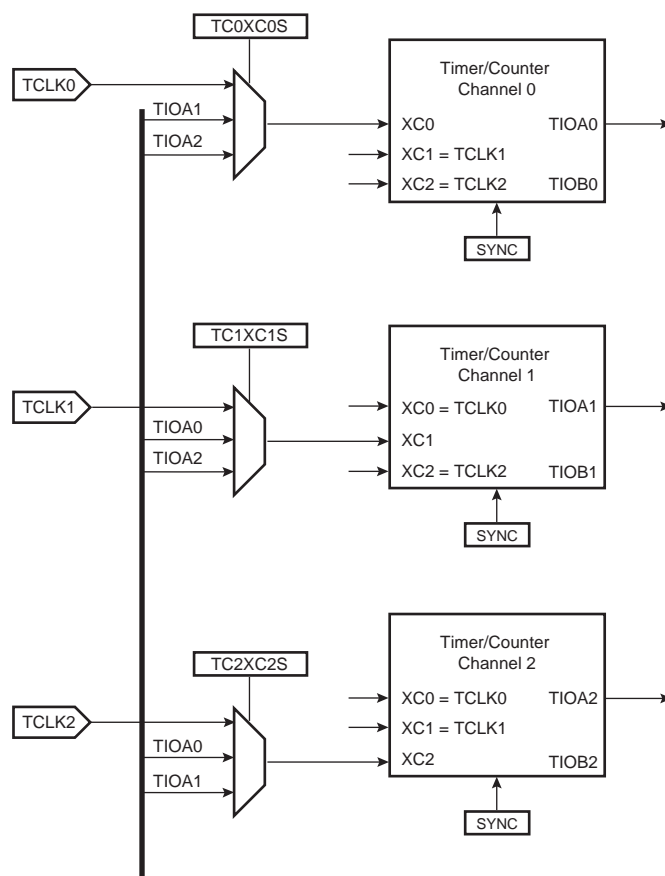 TC0XC0S
TCLK0
TIOA1
TIOA2
Timer/Counter
Channel 0
XC0
TIOA0
XC1 = TCLK1
XC2 = TCLK2
TIOB0
SYNC
TC1XC1S
TCLK1
TIOA0
TIOA2
Timer/Counter
Channel 1
XC0 = TCLK0
TIOA1
XC1
XC2 = TCLK2
TIOB1
SYNC
TC2XC2S
TCLK2
TIOA0
TIOA1
Timer/Counter
Channel 2
XC0 = TCLK0
TIOA2
XC1 = TCLK1
XC2
TIOB2
SYNC